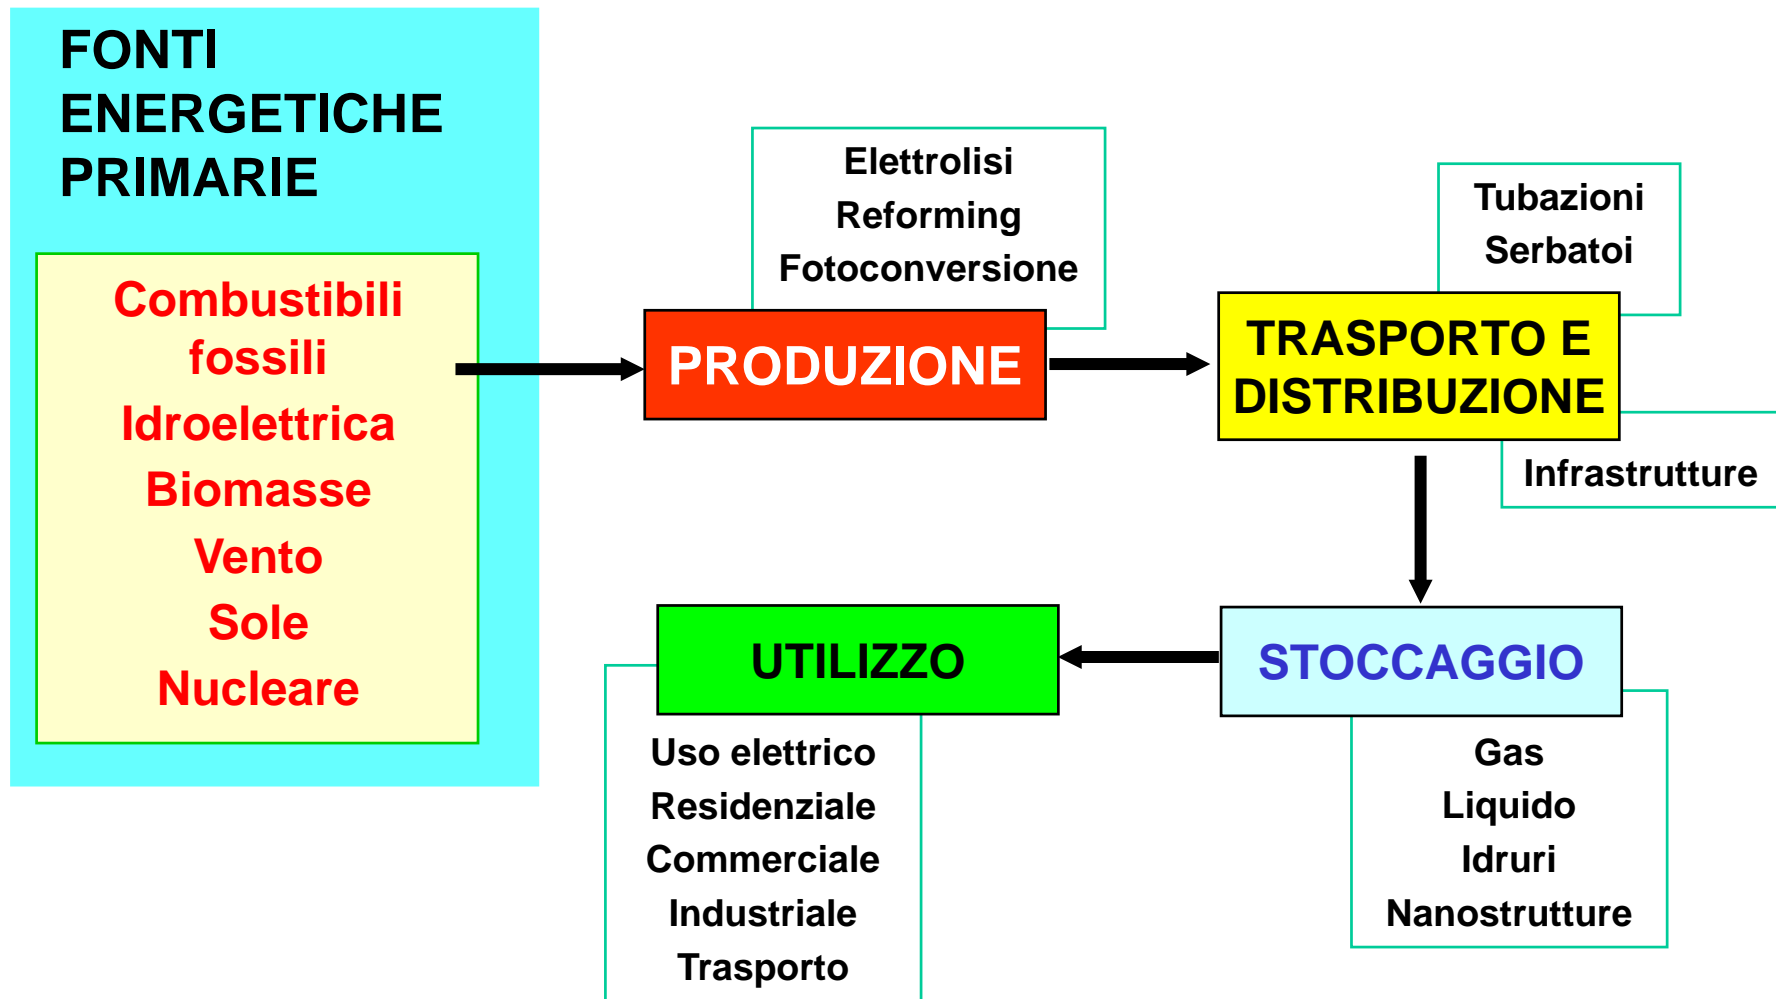 FONTI
ENERGETICHE
PRIMARIE
Combustibili
fossili
Idroelettrica
Biomasse
Vento
Sole
Nucleare
Elettrolisi
Reforming
Fotoconversione
PRODUZIONE
Tubazioni
Serbatoi
TRASPORTO E
DISTRIBUZIONE
Infrastrutture
STOCCAGGIO
Gas
Liquido
Idruri
Nanostrutture
UTILIZZO
Uso elettrico
Residenziale
Commerciale
Industriale
Trasporto